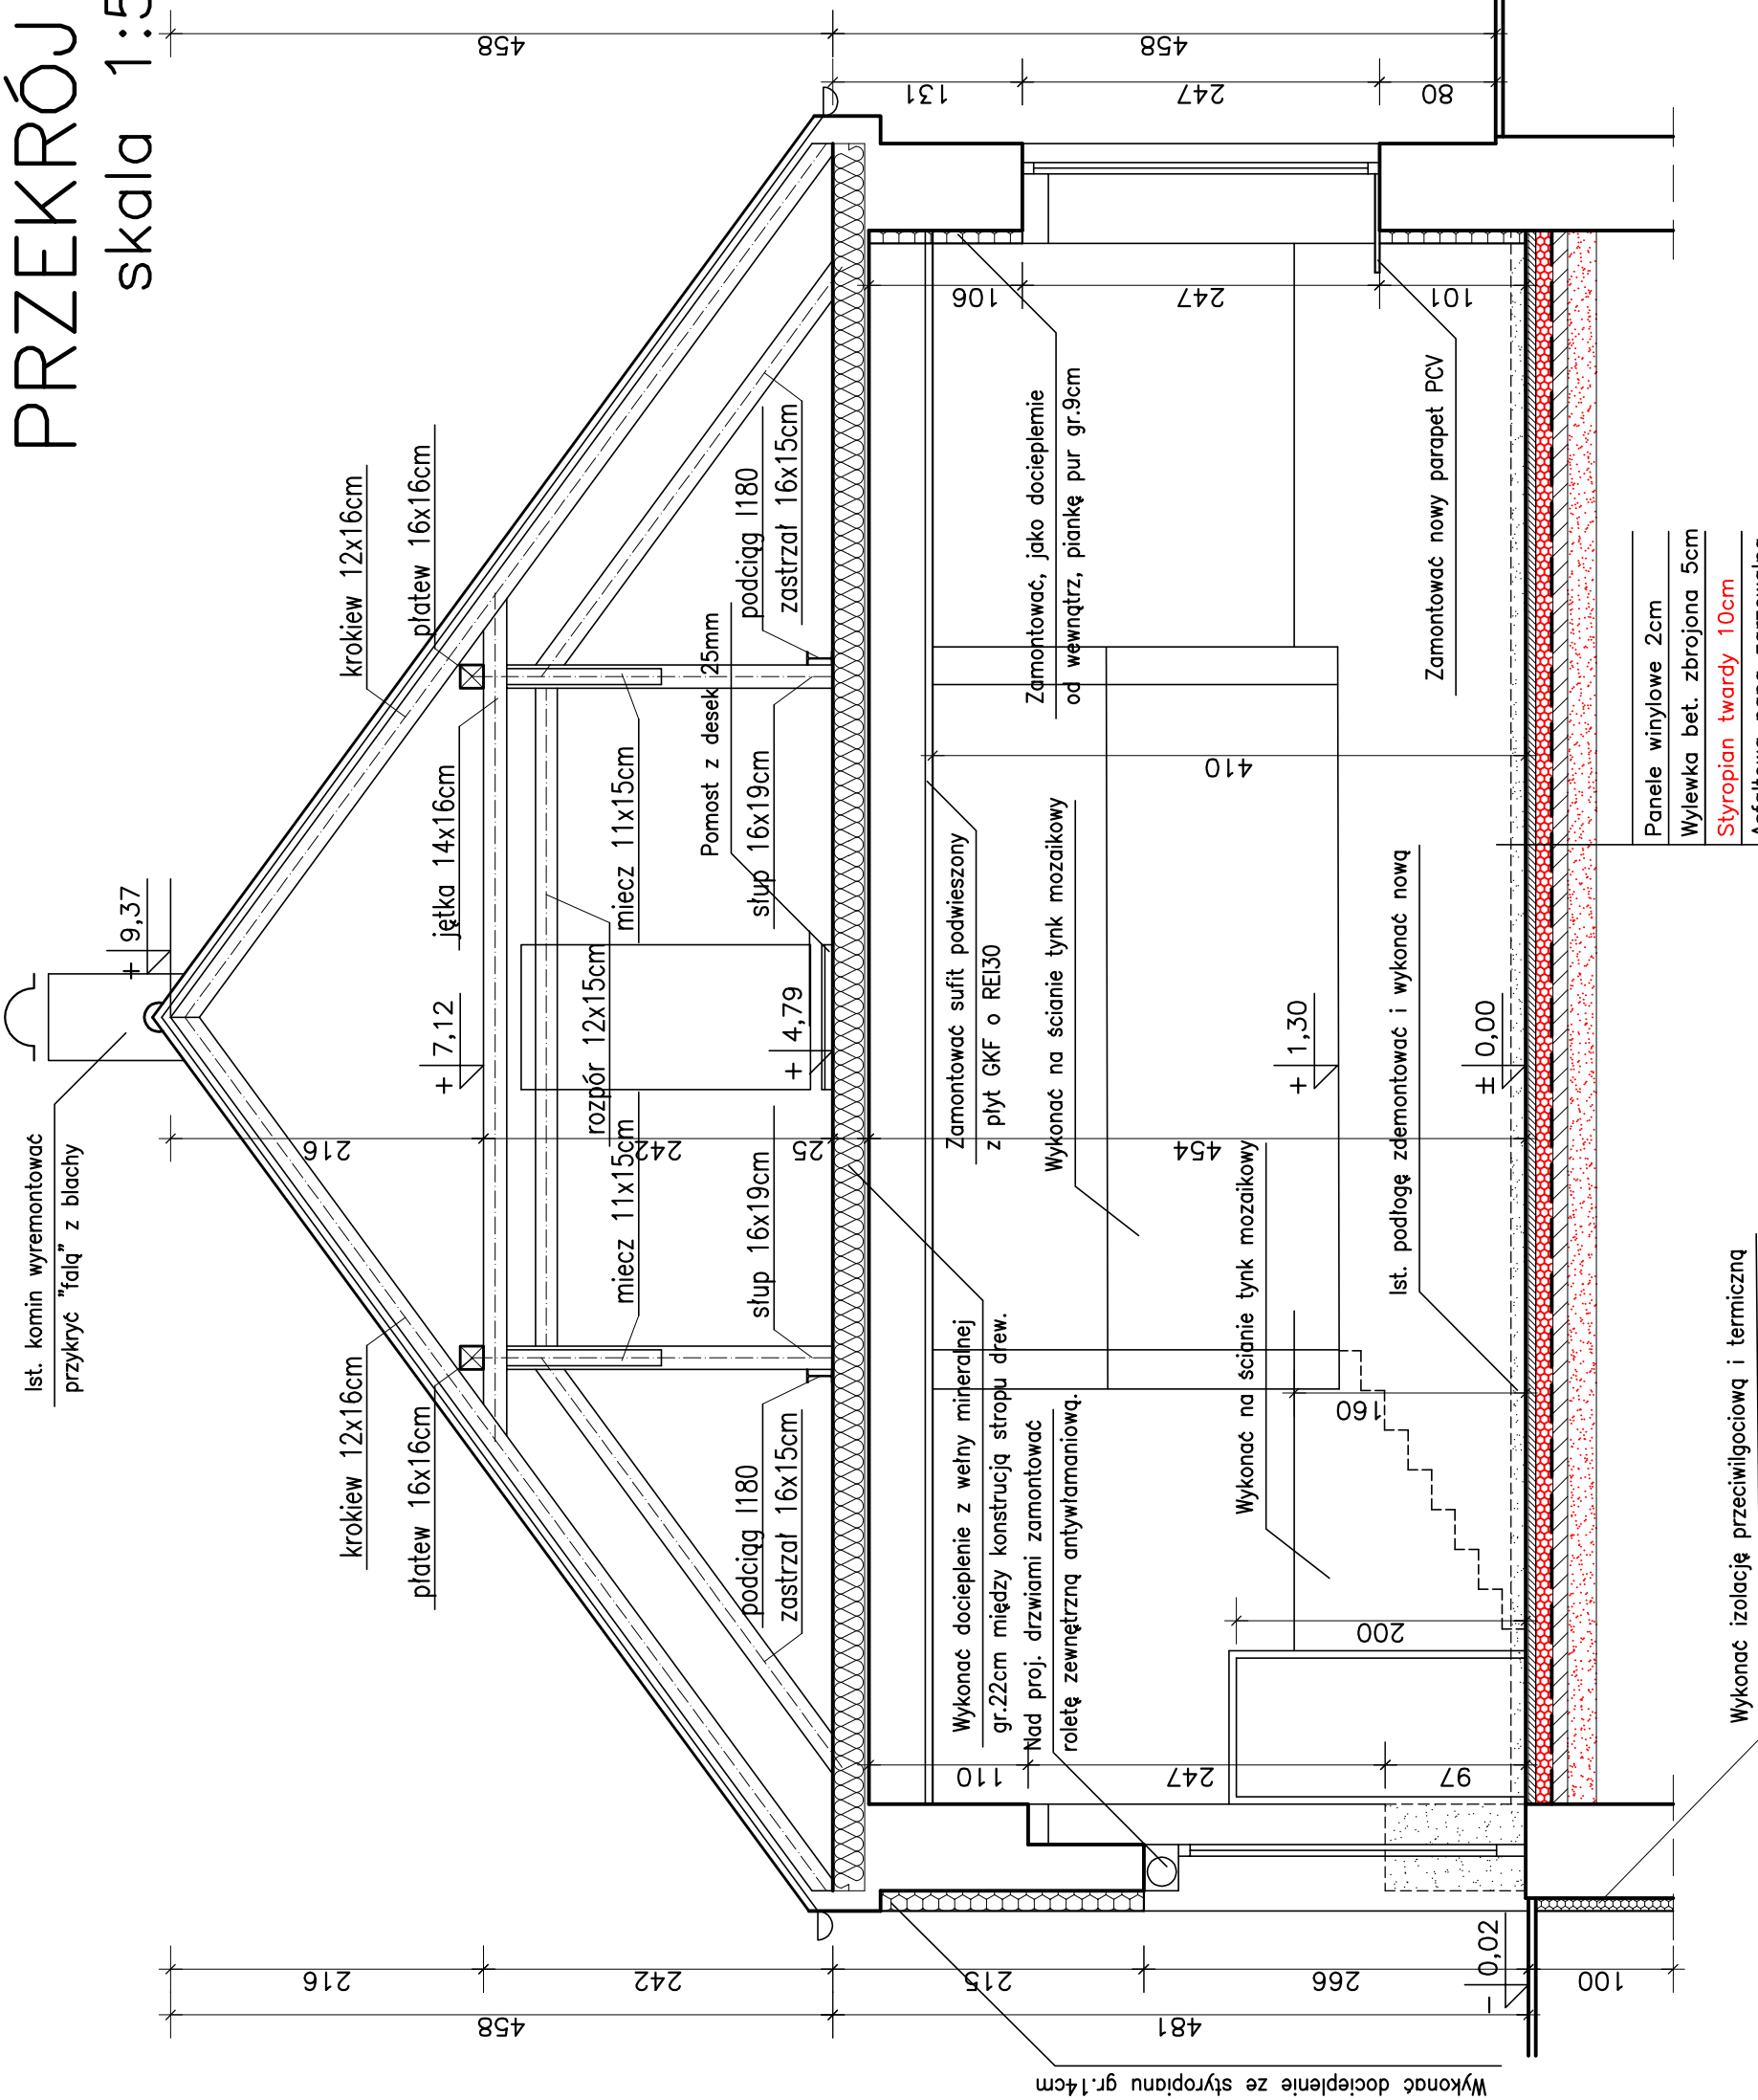 PRZEKRÓJ
skala 1:5
Ist. komin wyremontować
przykryć "falą" z blachy
+ 9,37
krokiew 12x16cm
płatew 16x16cm
krokiew 12x16cm
płatew 16x16cm
+ 7,12
jętka 14x16cm
rozpór 12x15cm
miecz 11x15cm
miecz 11x15cm
Pomost z desek 25mm
słup 16x19cm
słup 16x19cm
podciąg I180
zastrzał 16x15cm
podciąg I180
zastrzał 16x15cm
+ 4,79
Wykonać docieplenie z wełny mineralnej
gr.22cm między konstrucją stropu drew.
Nad proj. drzwiami zamontować
roletę zewnętrzną antywłamaniową.
Zamontować sufit podwieszony
z płyt GKF o REI30
Wykonać na ścianie tynk mozaikowy
Zamontować, jako docieplemie
od wewnątrz, piankę pur gr.9cm
Wykonać na ścianie tynk mozaikowy
+ 1,30
Ist. podłogę zdemontować i wykonać nową
± 0,00
Zamontować nowy parapet PCV
- 0,02
Panele winylowe 2cm
Wylewka bet. zbrojona 5cm
Styropian twardy 10cm
Wykonać izolację przeciwilgociową i termiczną
Wykonać docieplenie ze styropianu gr.14cm
458
458
131
247
80
106
247
101
410
216
242
25
454
160
200
110
247
97
216
242
215
266
100
458
481